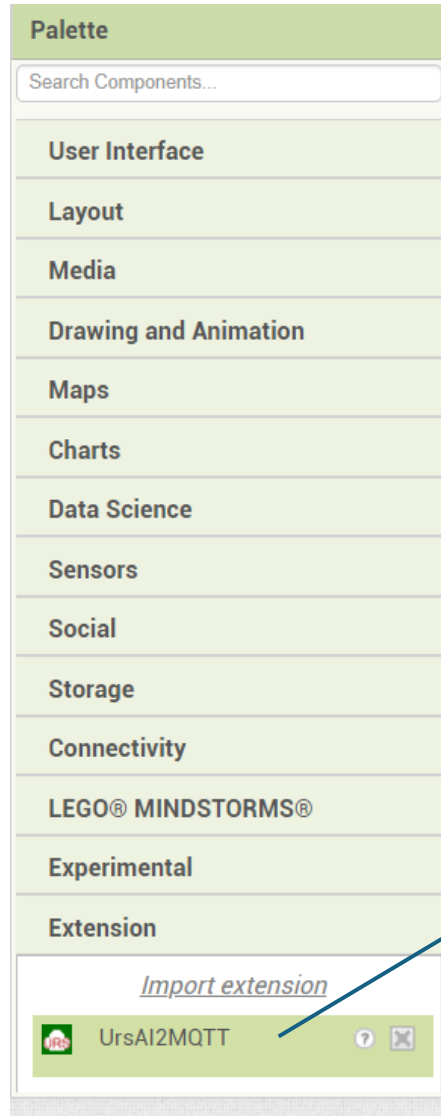 Palette
Search Components...
User Interface
Layout
Media
Drawing and Animation
Maps
Charts
Data Science
Sensors
Social
Storage
Connectivity
LEGO® MINDSTORMS®
Experimental
Extension
Import extension
URS UrsAI2MQTT ?